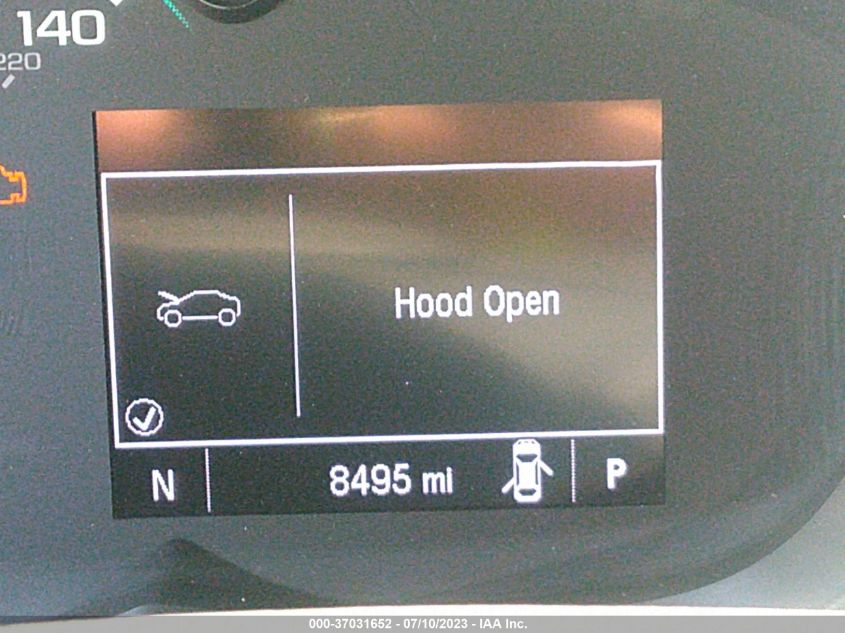 140
220
Hood Open
N 8495 mi P
000-37031652 - 07/10/2023 - IAA Inc.